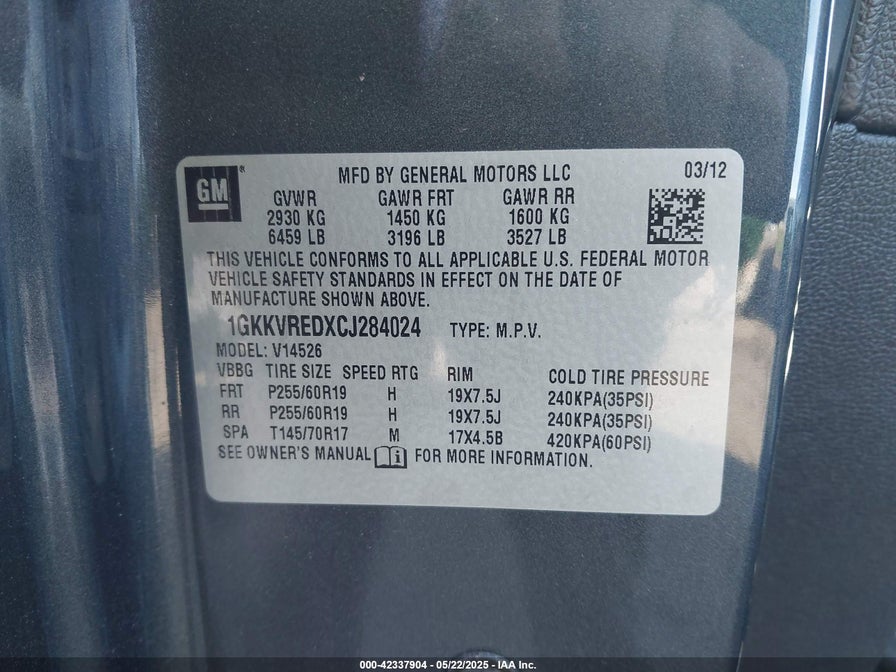 GM®
MFD BY GENERAL MOTORS LLC 03/12
GVWR GAWR FRT GAWR RR
2930 KG 1450 KG 1600 KG
6459 LB 3196 LB 3527 LB
THIS VEHICLE CONFORMS TO ALL APPLICABLE U.S. FEDERAL MOTOR
VEHICLE SAFETY STANDARDS IN EFFECT ON THE DATE OF
MANUFACTURE SHOWN ABOVE.
1GKKVREDXCJ284024 TYPE: M.P.V.
MODEL: V14526
VBBG TIRE SIZE SPEED RTG RIM COLD TIRE PRESSURE
FRT P255/60R19 H 19X7.5J 240KPA(35PSI)
RR P255/60R19 H 19X7.5J 240KPA(35PSI)
SPA T145/70R17 M 17X4.5B 420KPA(60PSI)
SEE OWNER'S MANUAL i FOR MORE INFORMATION.
000-42337904 - 05/22/2025 - IAA Inc.